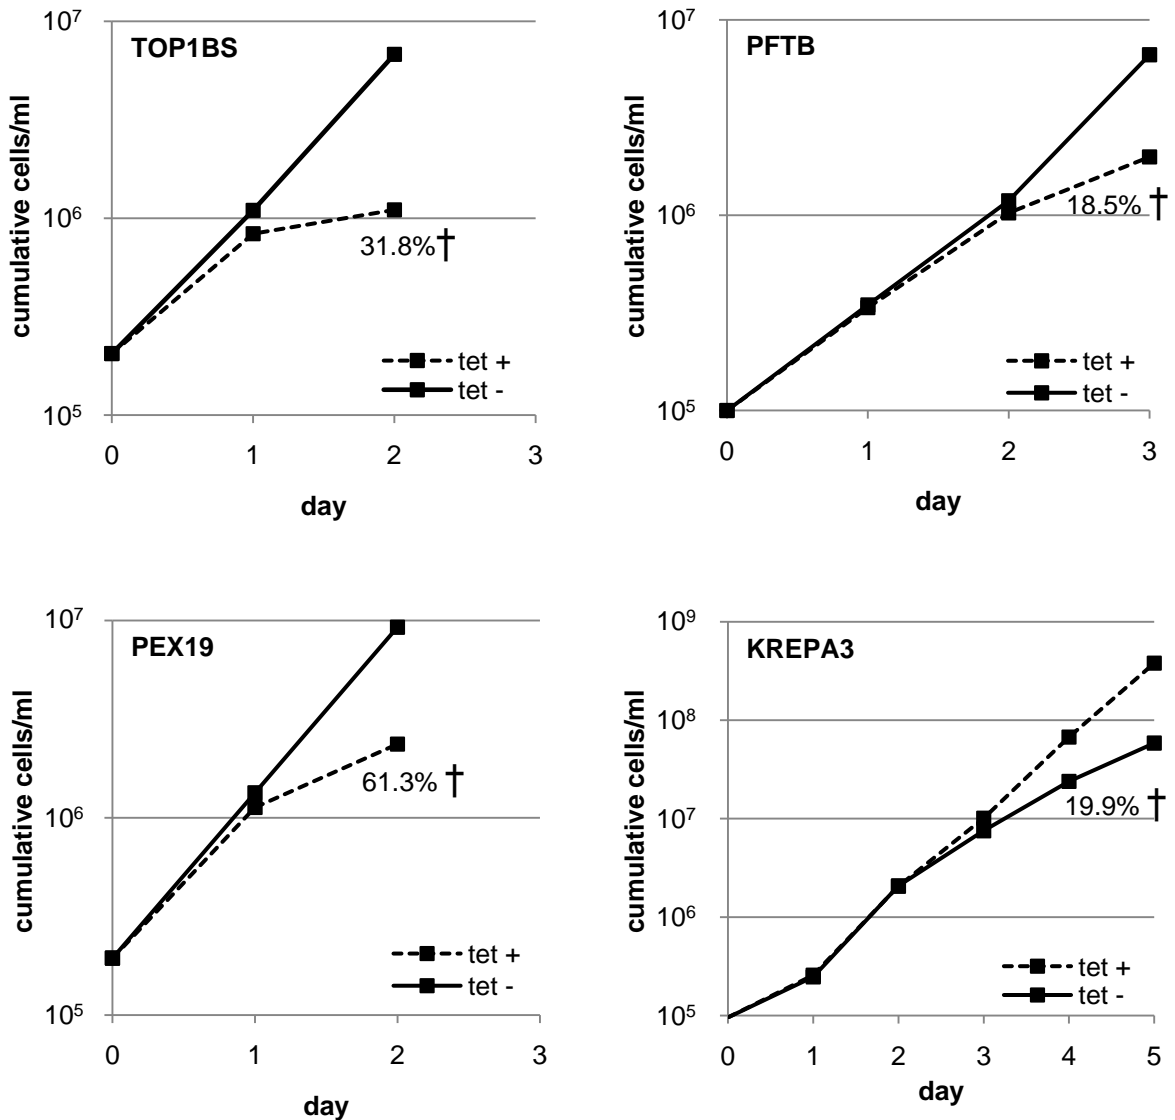 TOP1BS
cumulative cells/ml
10⁷
10⁶
10⁵
31.8% †
tet +
tet -
0 1 2 3
day
PFTB
cumulative cells/ml
10⁷
10⁶
10⁵
18.5% †
tet +
tet -
0 1 2 3
day
PEX19
cumulative cells/ml
10⁷
10⁶
10⁵
61.3% †
tet +
tet -
0 1 2 3
day
KREPA3
cumulative cells/ml
10⁹
10⁸
10⁷
10⁶
10⁵
19.9% †
tet +
tet -
0 1 2 3 4 5
day